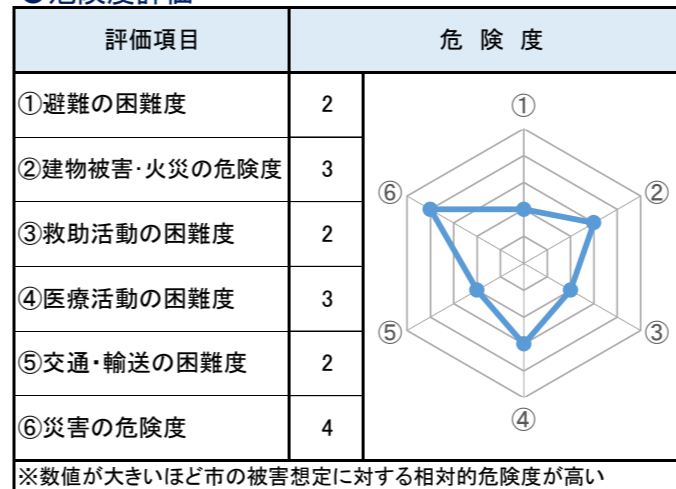 評価項目 危険度
①避難の困難度 2
②建物被害・火災の危険度 3
③救助活動の困難度 2
④医療活動の困難度 3
⑤交通・輸送の困難度 2
⑥災害の危険度 4
①
②
③
④
⑤
⑥
※数値が大きいほど市の被害想定に対する相対的危険度が高い